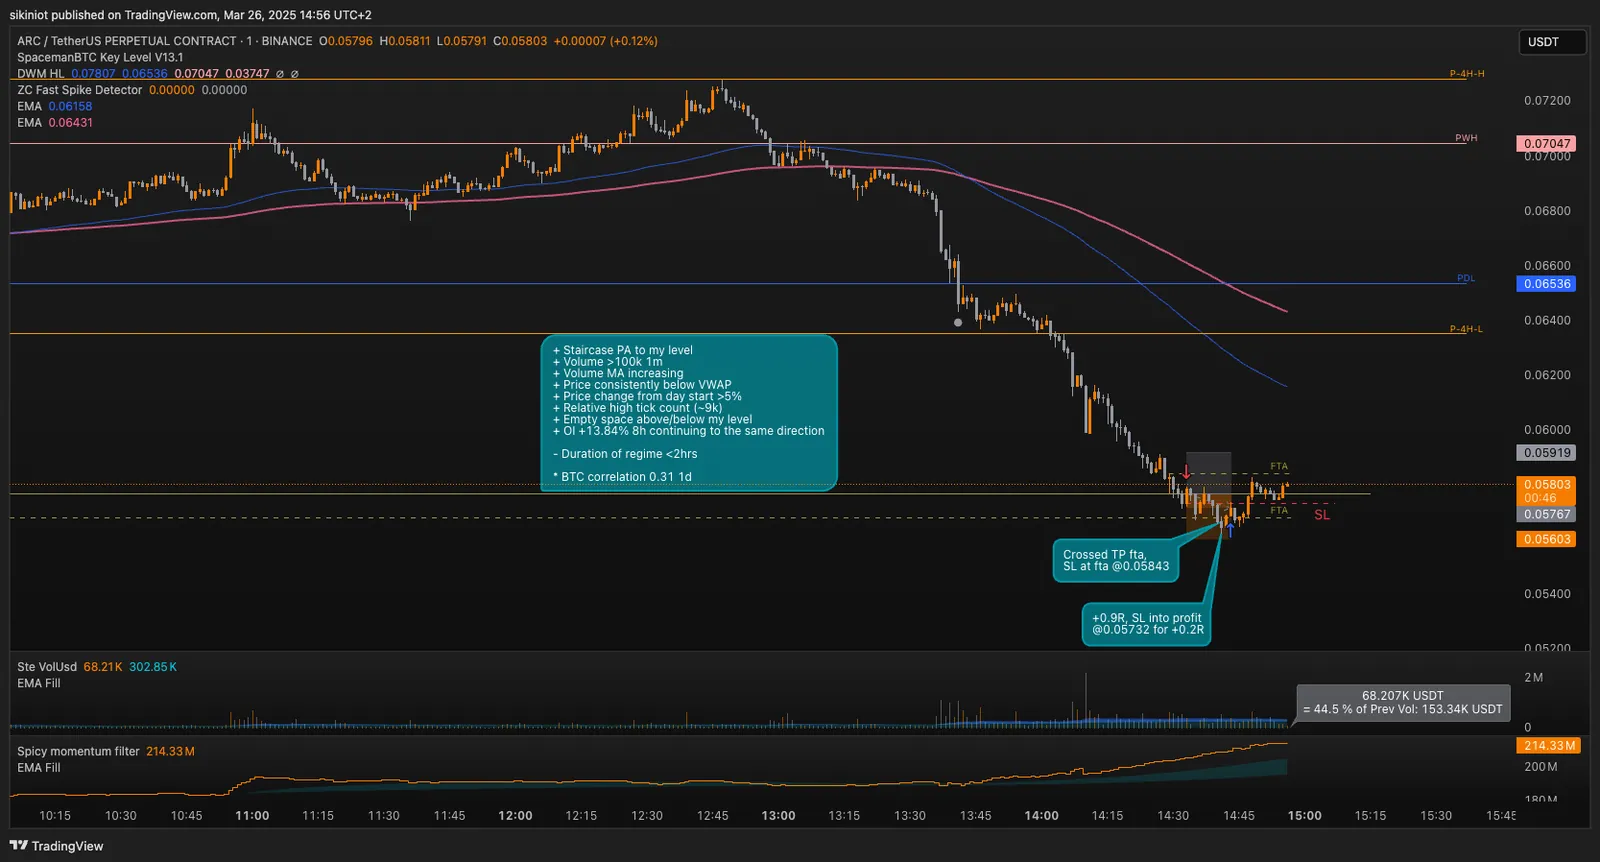 sikiniot published on TradingView.com, Mar 26, 2025 14:56 UTC+2
ARC / TetherUS PERPETUAL CONTRACT · 1 · BINANCE O0.05796 H0.05811 L0.05791 C0.05803 +0.00007 (+0.12%)
USDT
SpacemanBTC Key Level V13.1
DWM HL 0.07807 0.06536 0.07047 0.03747 ∅ ∅
ZC Fast Spike Detector 0.00000 0.00000
EMA 0.06158
EMA 0.06431
P-4H-H
0.07200
PWH
0.07047
0.07000
0.06800
0.06600
PDL
0.06536
0.06400
P-4H-L
0.06200
0.06000
0.05919
0.05803
00:46
0.05767
0.05603
0.05400
0.05200
+ Staircase PA to my level
+ Volume >100k 1m
+ Volume MA increasing
+ Price consistently below VWAP
+ Price change from day start >5%
+ Relative high tick count (~9k)
+ Empty space above/below my level
+ OI +13.84% 8h continuing to the same direction
- Duration of regime <2hrs
* BTC correlation 0.31 1d
FTA
FTA
SL
Crossed TP fta,
SL at fta @0.05843
+0.9R, SL into profit
@0.05732 for +0.2R
Ste VolUsd 68.21K 302.85K
EMA Fill
2M
68.207K USDT
= 44.5 % of Prev Vol: 153.34K USDT
0
Spicy momentum filter 214.33M
EMA Fill
214.33M
200M
180M
10:15 10:30 10:45 11:00 11:15 11:30 11:45 12:00 12:15 12:30 12:45 13:00 13:15 13:30 13:45 14:00 14:15 14:30 14:45 15:00 15:15 15:30 15:45
TradingView